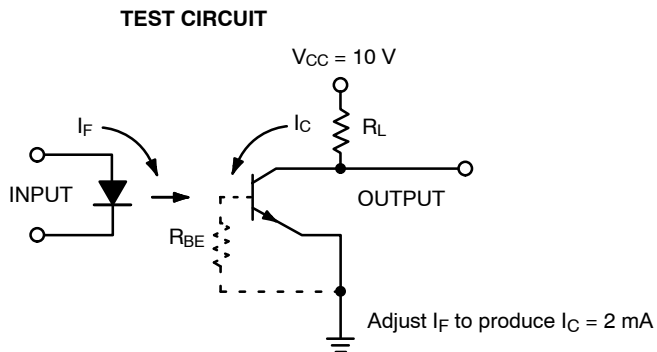 TEST CIRCUIT
VCC = 10 V
IF
IC
RL
INPUT
OUTPUT
RBE
Adjust IF to produce IC = 2 mA